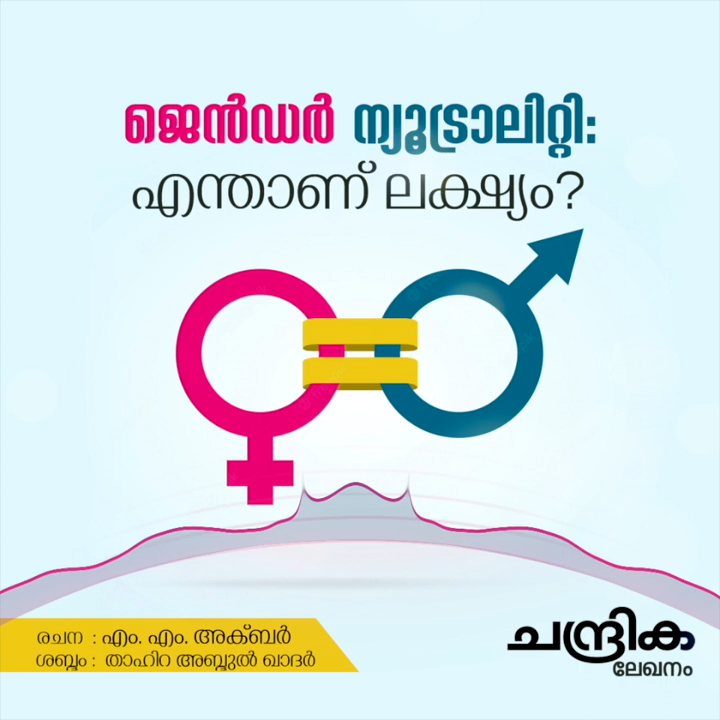 ജെൻഡർ ന്യൂട്രാലിറ്റി:
എന്താണ് ലക്ഷ്യം?
രചന : എം. എം. അക്ബർ
ശബ്ദം : താഹിറ അബ്ദുൽ ഖാദർ
ചന്ദ്രിക
ലേഖനം